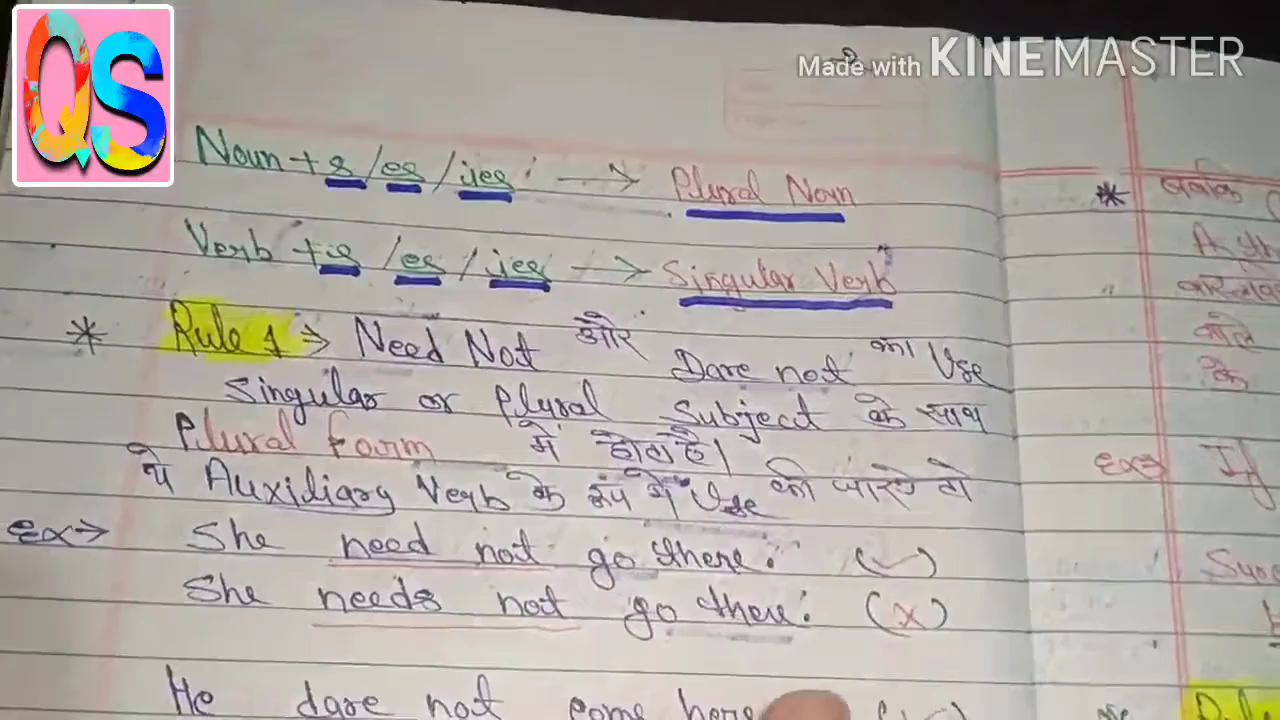 QS
Made with KINEMASTER
Noun + s / es / ies → Plural Noun
Verb + s / es / ies → Singular Verb
* Rule 1 ⇒ Need Not और Dare not का Use
Singular or Plural Subject के साथ
Plural form में होता है।
ये Auxiliary Verb के रूप में Use की जाए तो
Ex → She need not go there. (✓)
She needs not go there. (x)
He dare not come here
*
Ex⇒ If